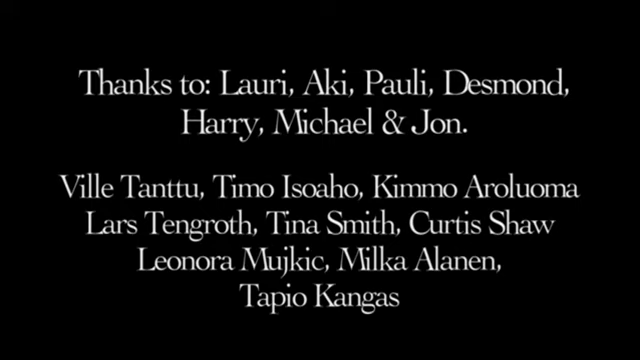 Thanks to: Lauri, Aki, Pauli, Desmond,
Harry, Michael & Jon.
Ville Tanttu, Timo Isoaho, Kimmo Aroluoma
Lars Tengroth, Tina Smith, Curtis Shaw
Leonora Mujkic, Milka Alanen,
Tapio Kangas